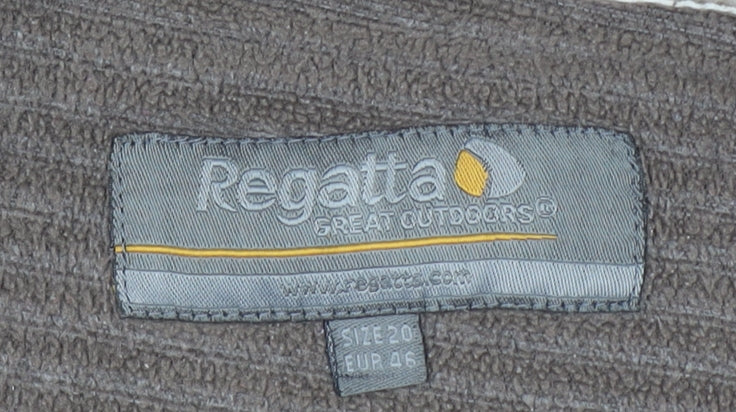 Regatta
GREAT OUTDOORS®
www.regatta.com
SIZE 20
EUR 46